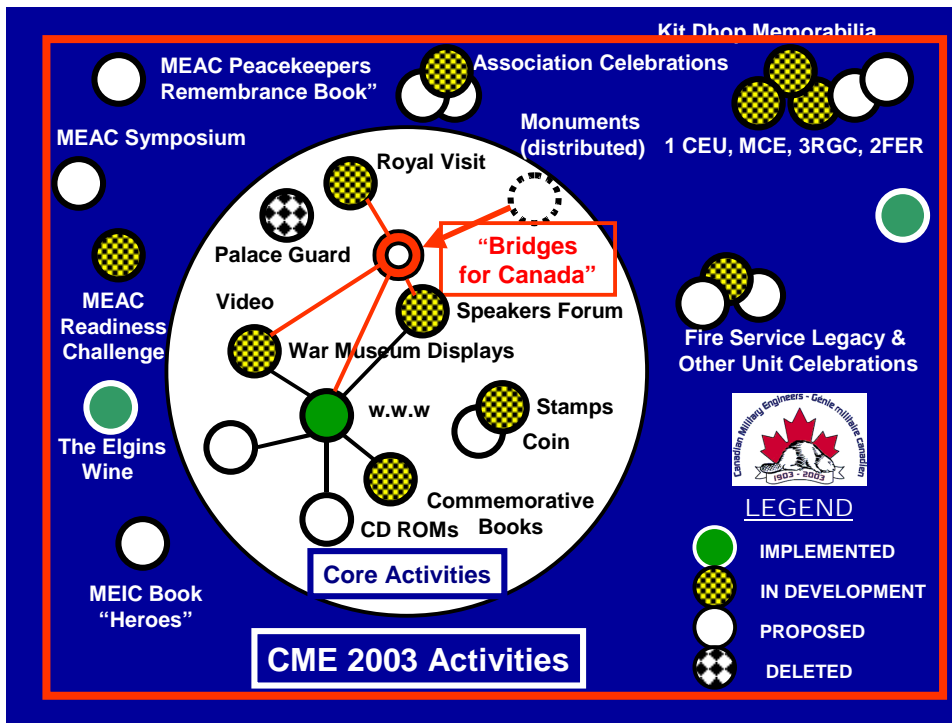 Kit Dhop Memorabilia
MEAC Peacekeepers
Remembrance Book”
Association Celebrations
MEAC Symposium
Monuments
(distributed)
1 CEU, MCE, 3RGC, 2FER
Royal Visit
Palace Guard
“Bridges
for Canada”
MEAC
Readiness
Challenge
Video
Speakers Forum
War Museum Displays
Fire Service Legacy &
Other Unit Celebrations
w.w.w
Stamps
Coin
The Elgins
Wine
Commemorative
Books
CD ROMs
Canadian Military Engineers - Génie militaire canadien
1903 - 2003
LEGEND
IMPLEMENTED
IN DEVELOPMENT
PROPOSED
DELETED
Core Activities
MEIC Book
“Heroes”
CME 2003 Activities